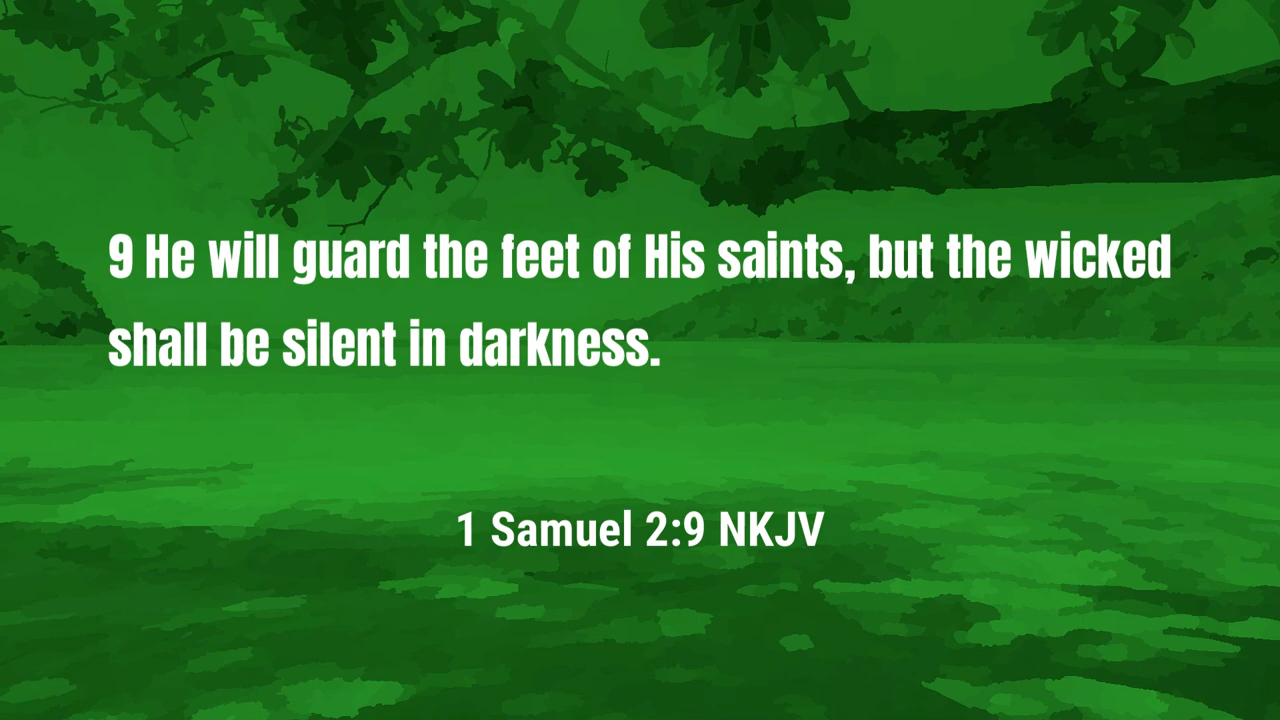 9 He will guard the feet of His saints, but the wicked
shall be silent in darkness.
1 Samuel 2:9 NKJV